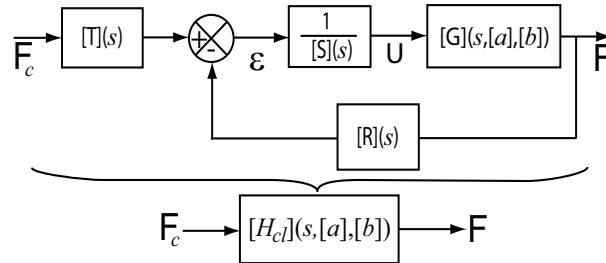 [T](s) + - 1 [S](s) [G](s,[a],[b])
F_c ε U F
[R](s)
F_c [H_cl](s,[a],[b]) F